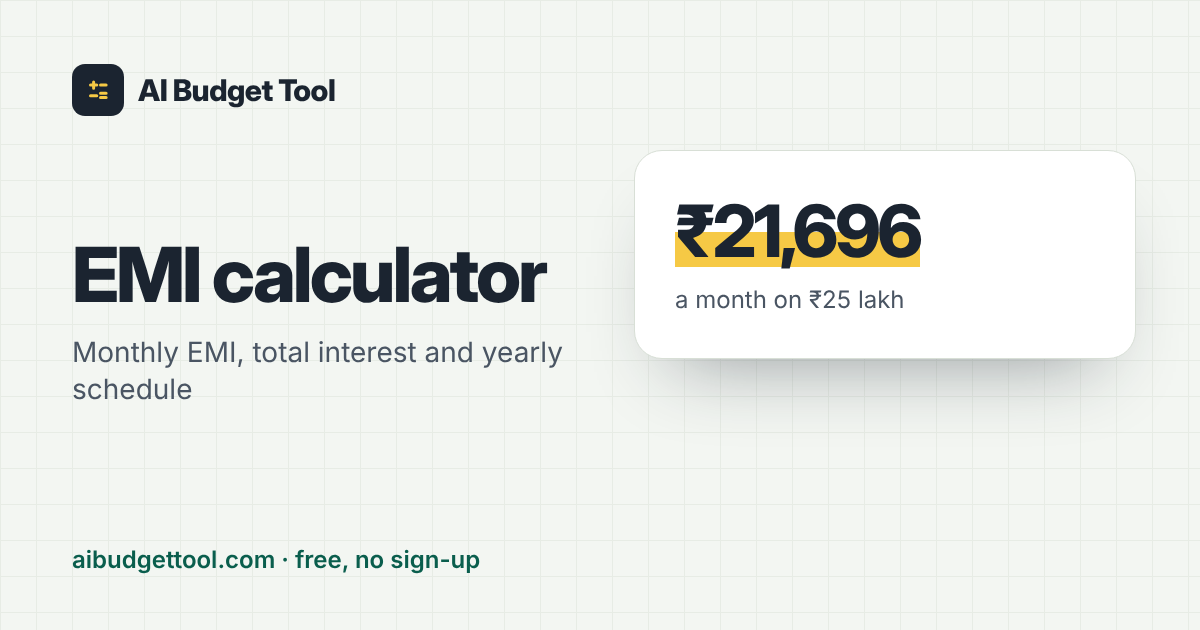 AI Budget Tool
EMI calculator
Monthly EMI, total interest and yearly
schedule
₹21,696
a month on ₹25 lakh
aibudgettool.com · free, no sign-up